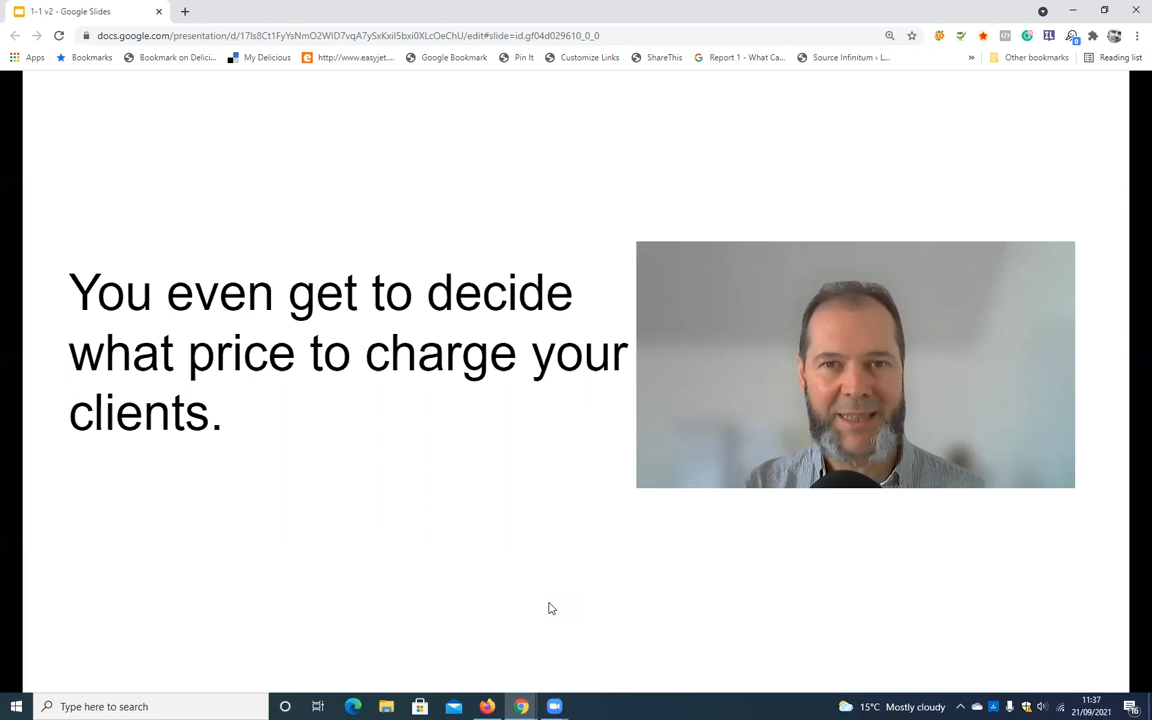 1-1 v2 - Google Slides
docs.google.com/presentation/d/17Is8Ct1FyYsNmO2WID7vqA7ySxKxiI5bxi0XLcOeChU/edit#slide=id.gf04d029610_0_0
Apps Bookmarks Bookmark on Delici... My Delicious http://www.easyjet.... Google Bookmark Pin It Customize Links ShareThis Report 1 - What Ca... Source Infinitum › L... » Other bookmarks Reading list
You even get to decide
what price to charge your
clients.
Type here to search
15°C Mostly cloudy
11:37
21/09/2021
16